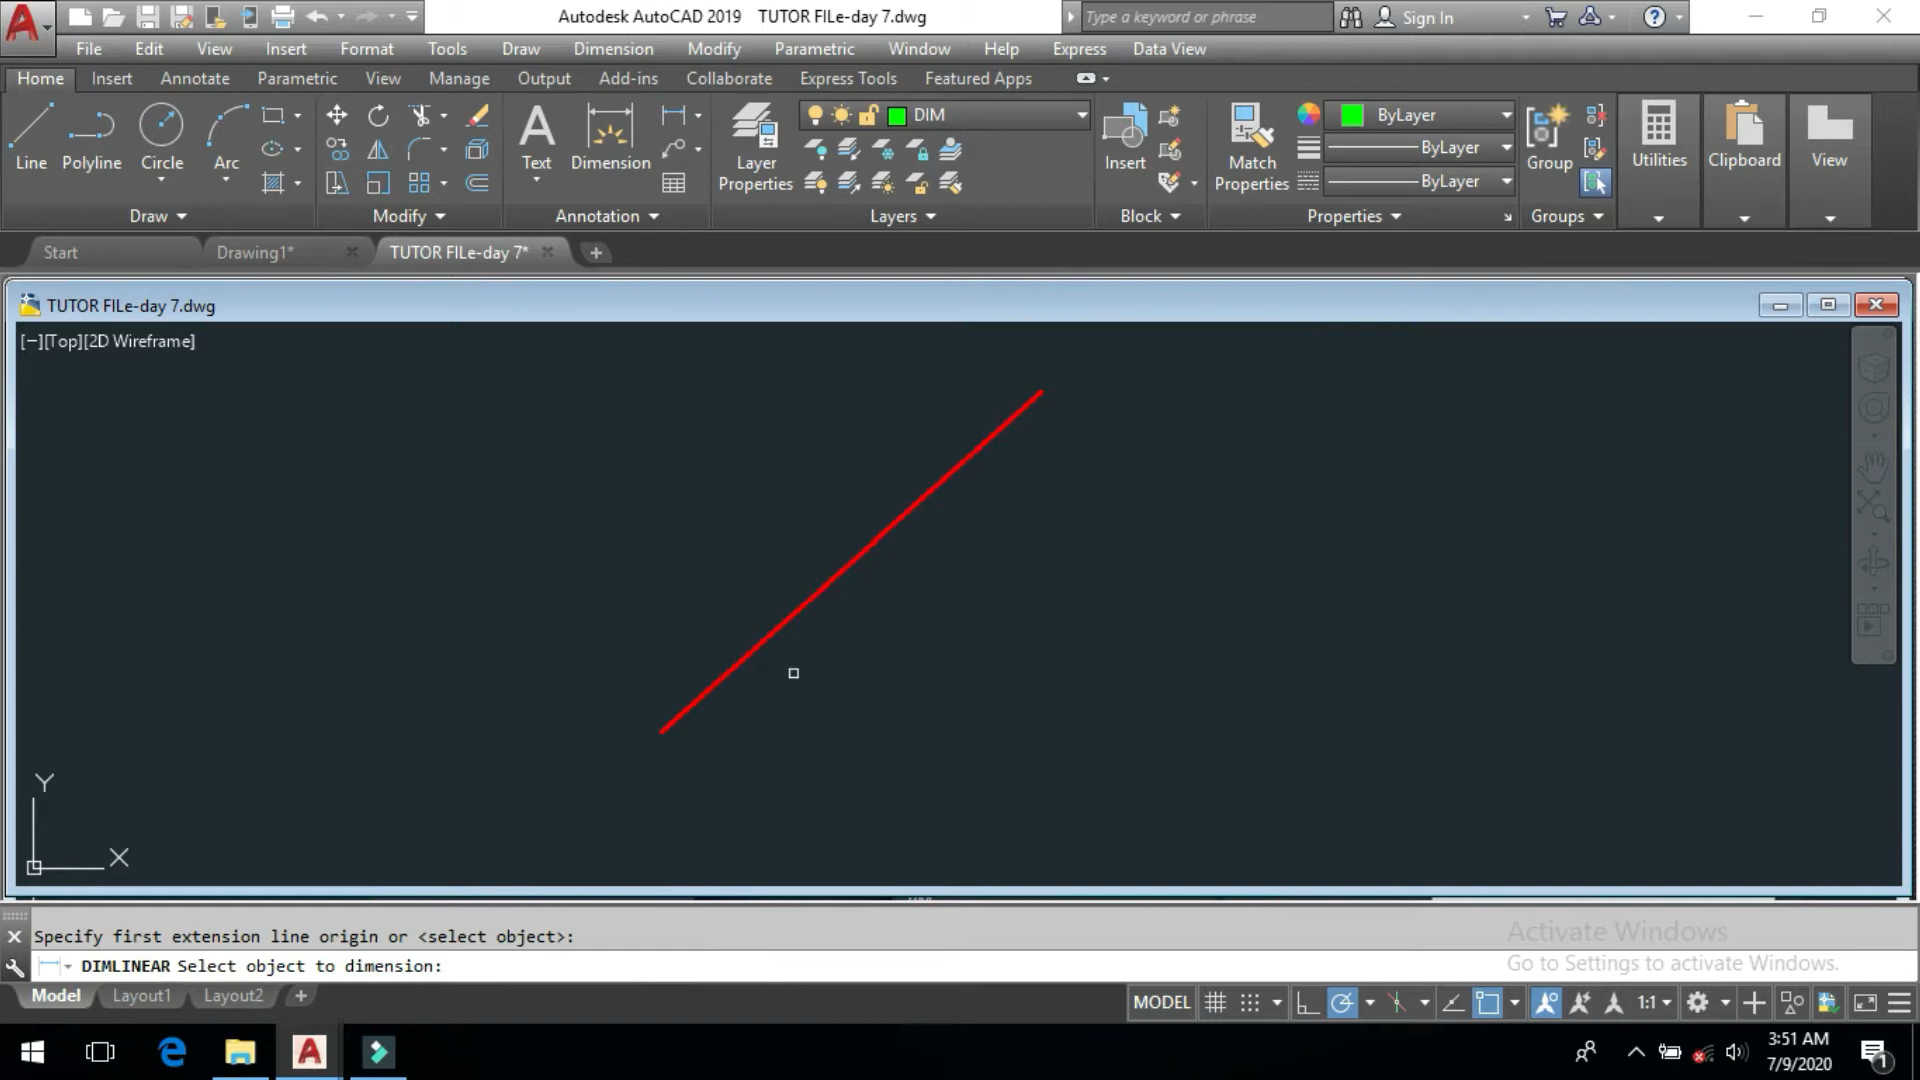 Autodesk AutoCAD 2019 TUTOR FILe-day 7.dwg
Type a keyword or phrase
Sign In
File Edit View Insert Format Tools Draw Dimension Modify Parametric Window Help Express Data View
Home Insert Annotate Parametric View Manage Output Add-ins Collaborate Express Tools Featured Apps
DIM
ByLayer
ByLayer
ByLayer
Line Polyline Circle Arc
Text Dimension
Layer
Properties
Insert
Match
Properties
Group
Utilities
Clipboard
View
Draw Modify Annotation Layers Block Properties Groups
Start Drawing1* TUTOR FILe-day 7*
TUTOR FILe-day 7.dwg
[−][Top][2D Wireframe]
Y
X
Specify first extension line origin or <select object>:
DIMLINEAR Select object to dimension:
Activate Windows
Go to Settings to activate Windows.
Model Layout1 Layout2
MODEL
1:1
3:51 AM
7/9/2020
1